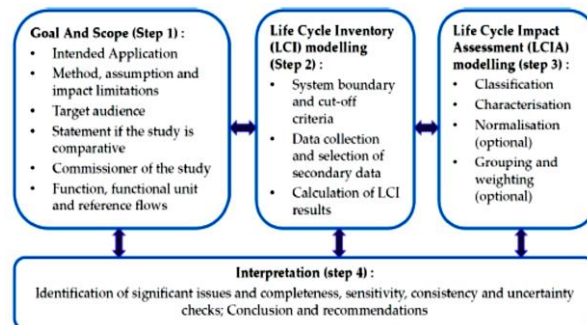 Goal And Scope (Step 1) :
• Intended Application
• Method, assumption and
impact limitations
• Target audience
• Statement if the study is
comparative
• Commissioner of the study
• Function, functional unit
and reference flows
Life Cycle Inventory
(LCI) modelling
(Step 2) :
• System boundary
and cut-off
criteria
• Data collection
and selection of
secondary data
• Calculation of LCI
results
Life Cycle Impact
Assessment (LCIA)
modelling (step 3) :
• Classification
• Characterisation
• Normalisation
(optional)
• Grouping and
weighting
(optional)
Interpretation (step 4) :
Identification of significant issues and completeness, sensitivity, consistency and uncertainty
checks; Conclusion and recommendations